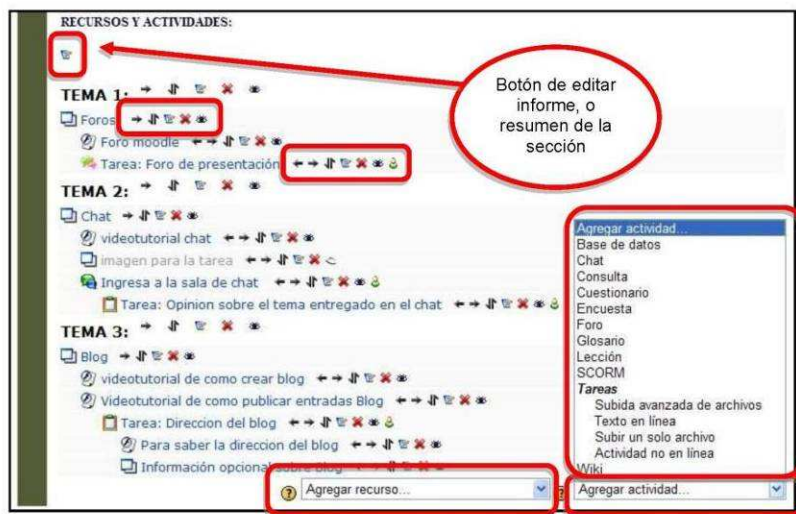 RECURSOS Y ACTIVIDADES:
Botón de editar
informe, o
resumen de la
sección
TEMA 1:
Foros
Foro moodle
Tarea: Foro de presentación
TEMA 2:
Chat
videotutorial chat
imagen para la tarea
Ingresa a la sala de chat
Tarea: Opinion sobre el tema entregado en el chat
TEMA 3:
Blog
videotutorial de como crear blog
Videotutorial de como publicar entradas Blog
Tarea: Direccion del blog
Para saber la direccion del blog
Información opcional sobre Blog
Agregar actividad...
Base de datos
Chat
Consulta
Cuestionario
Encuesta
Foro
Glosario
Lección
SCORM
Tareas
Subida avanzada de archivos
Texto en línea
Subir un solo archivo
Actividad no en línea
Wiki
Agregar recurso...
Agregar actividad...